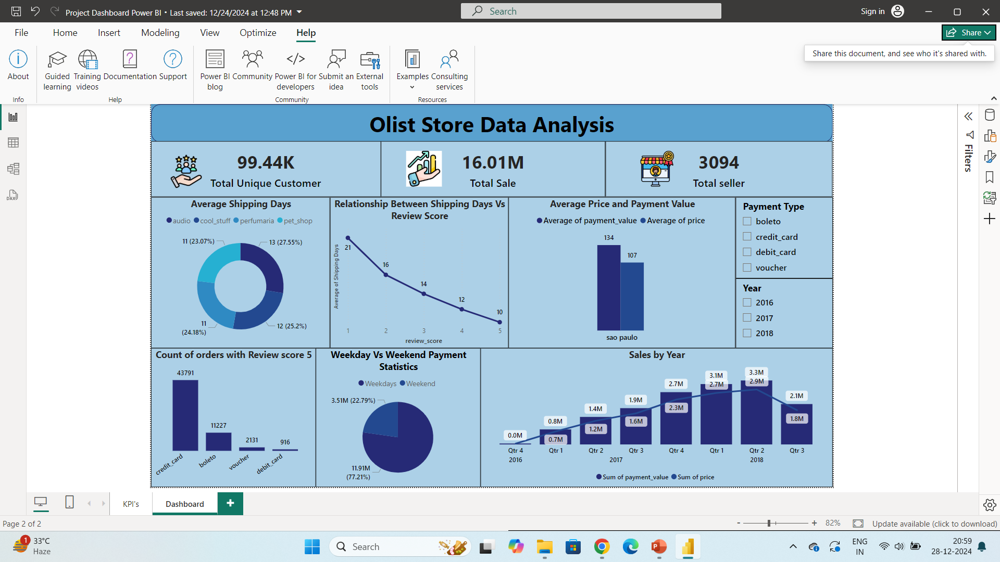 Project Dashboard Power BI • Last saved: 12/24/2024 at 12:48 PM
Search
Sign in
File
Home
Insert
Modeling
View
Optimize
Help
Share
Share this document, and see who it's shared with.
About
Guided
learning
Training
videos
Documentation
Support
Power BI
blog
Community
Power BI for
developers
Submit an
idea
External
tools
Examples
Consulting
services
Info
Help
Community
Resources
DAX
Filters
Olist Store Data Analysis
99.44K
Total Unique Customer
16.01M
Total Sale
3094
Total seller
Average Shipping Days
audio cool_stuff perfumaria pet_shop
11 (23.07%)
13 (27.55%)
11
(24.18%)
12 (25.2%)
Relationship Between Shipping Days Vs
Review Score
Average of Shipping Days
21
16
14
12
10
1 2 3 4 5
review_score
Average Price and Payment Value
Average of payment_value Average of price
134
107
sao paulo
Payment Type
boleto
credit_card
debit_card
voucher
Year
2016
2017
2018
Count of orders with Review score 5
43791
11227
2131
916
credit_card
boleto
voucher
debit_card
Weekday Vs Weekend Payment
Statistics
Weekdays Weekend
3.51M (22.79%)
11.91M
(77.21%)
Sales by Year
0.0M
0.8M
0.7M
1.4M
1.2M
1.9M
1.6M
2.7M
2.3M
3.1M
2.7M
3.3M
2.9M
2.1M
1.8M
Qtr 4 Qtr 1 Qtr 2 Qtr 3 Qtr 4 Qtr 1 Qtr 2 Qtr 3
2016 2017 2018
Sum of payment_value Sum of price
KPI's
Dashboard
+
Page 2 of 2
- + 82%
Update available (click to download)
1
33°C
Haze
Search
ENG
IN
20:59
28-12-2024